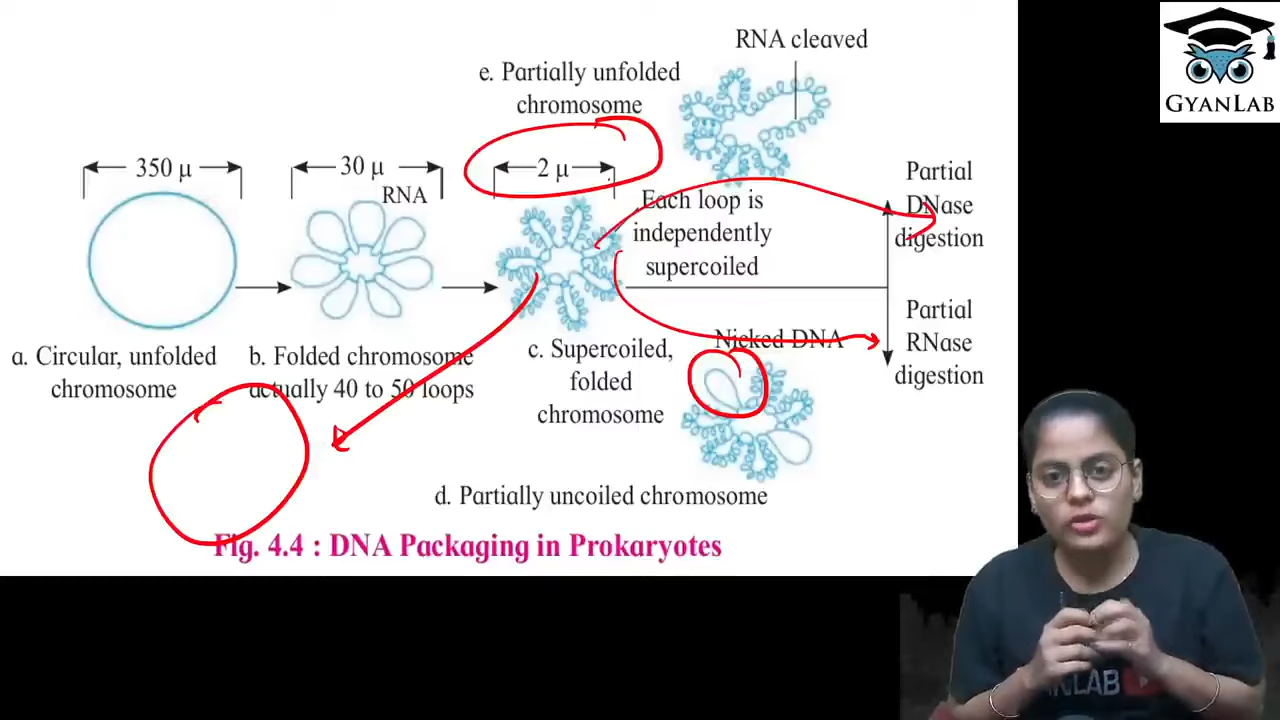 RNA cleaved
e. Partially unfolded
chromosome
350 μ
30 μ
2 μ
RNA
Each loop is
independently
supercoiled
Partial
DNase
digestion
Partial
RNase
digestion
Nicked DNA
a. Circular, unfolded
chromosome
b. Folded chromosome
actually 40 to 50 loops
c. Supercoiled,
folded
chromosome
d. Partially uncoiled chromosome
Fig. 4.4 : DNA Packaging in Prokaryotes
GYANLAB
NLAB